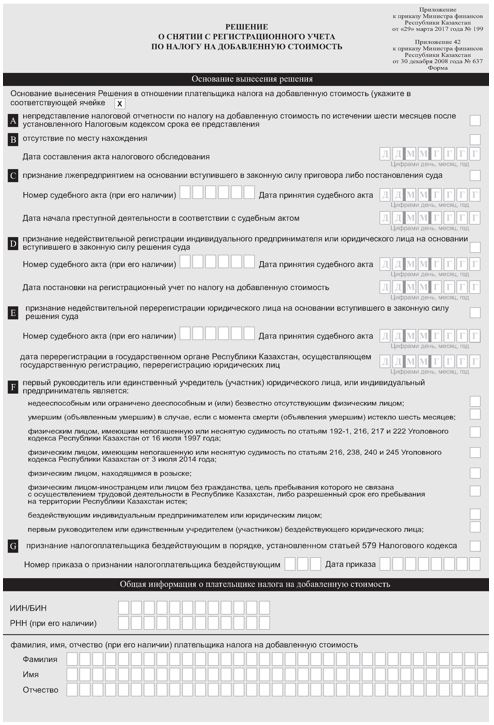 Приложение
к приказу Министра финансов
Республики Казахстан
от «29» марта 2017 года № 199
Приложение 42
к приказу Министра финансов
Республики Казахстан
от 30 декабря 2008 года № 637
Форма
РЕШЕНИЕ
О СНЯТИИ С РЕГИСТРАЦИОННОГО УЧЕТА
ПО НАЛОГУ НА ДОБАВЛЕННУЮ СТОИМОСТЬ
Основание вынесения решения
Основание вынесения Решения в отношении плательщика налога на добавленную стоимость (укажите в
соответствующей ячейке X
A непредставление налоговой отчетности по налогу на добавленную стоимость по истечении шести месяцев после
установленного Налоговым кодексом срока ее представления
B отсутствие по месту нахождения
Дата составления акта налогового обследования Д Д М М Г Г Г Г
Цифрами день, месяц, год
C признание лжепредприятием на основании вступившего в законную силу приговора либо постановления суда
Номер судебного акта (при его наличии) Дата принятия судебного акта Д Д М М Г Г Г Г
Цифрами день, месяц, год
Дата начала преступной деятельности в соответствии с судебным актом Д Д М М Г Г Г Г
Цифрами день, месяц, год
D признание недействительной регистрации индивидуального предпринимателя или юридического лица на основании
вступившего в законную силу решения суда
Номер судебного акта (при его наличии) Дата принятия судебного акта Д Д М М Г Г Г Г
Цифрами день, месяц, год
Дата постановки на регистрационный учет по налогу на добавленную стоимость Д Д М М Г Г Г Г
Цифрами день, месяц, год
E признание недействительной перерегистрации юридического лица на основании вступившего в законную силу
решения суда
Номер судебного акта (при его наличии) Дата принятия судебного акта Д Д М М Г Г Г Г
Цифрами день, месяц, год
дата перерегистрации в государственном органе Республики Казахстан, осуществляющем
государственную регистрацию, перерегистрацию юридических лиц Д Д М М Г Г Г Г
Цифрами день, месяц, год
F первый руководитель или единственный учредитель (участник) юридического лица, или индивидуальный
предприниматель является:
недееспособным или ограничено дееспособным и (или) безвестно отсутствующим физическим лицом;
умершим (объявленным умершим) в случае, если с момента смерти (объявления умершим) истекло шесть месяцев;
физическим лицом, имеющим непогашенную или неснятую судимость по статьям 192-1, 216, 217 и 222 Уголовного
кодекса Республики Казахстан от 16 июля 1997 года;
физическим лицом, имеющим непогашенную или неснятую судимость по статьям 216, 238, 240 и 245 Уголовного
кодекса Республики Казахстан от 3 июля 2014 года;
физическим лицом, находящимся в розыске;
физическим лицом-иностранцем или лицом без гражданства, цель пребывания которого не связана
с осуществлением трудовой деятельности в Республике Казахстан, либо разрешенный срок его пребывания
на территории Республики Казахстан истек;
бездействующим индивидуальным предпринимателем или юридическим лицом;
первым руководителем или единственным учредителем (участником) бездействующего юридического лица;
G признание налогоплательщика бездействующим в порядке, установленном статьей 579 Налогового кодекса
Номер приказа о признании налогоплательщика бездействующим Дата приказа
Общая информация о плательщике налога на добавленную стоимость
ИИН/БИН
РНН (при его наличии)
фамилия, имя, отчество (при его наличии) плательщика налога на добавленную стоимость
Фамилия
Имя
Отчество